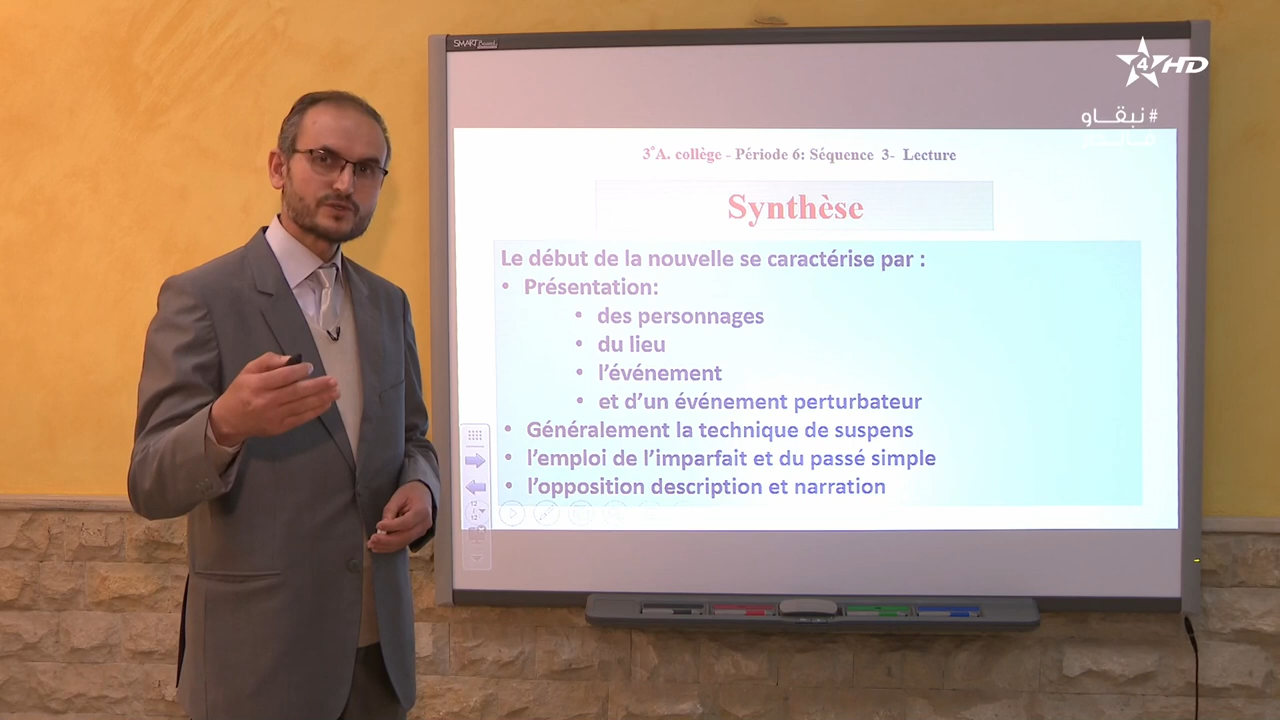 SMART Board
4 HD
#نبقاو
3°A. collège - Période 6: Séquence 3- Lecture
Synthèse
Le début de la nouvelle se caractérise par :
• Présentation:
• des personnages
• du lieu
• l’événement
• et d’un événement perturbateur
• Généralement la technique de suspens
• l’emploi de l’imparfait et du passé simple
• l’opposition description et narration